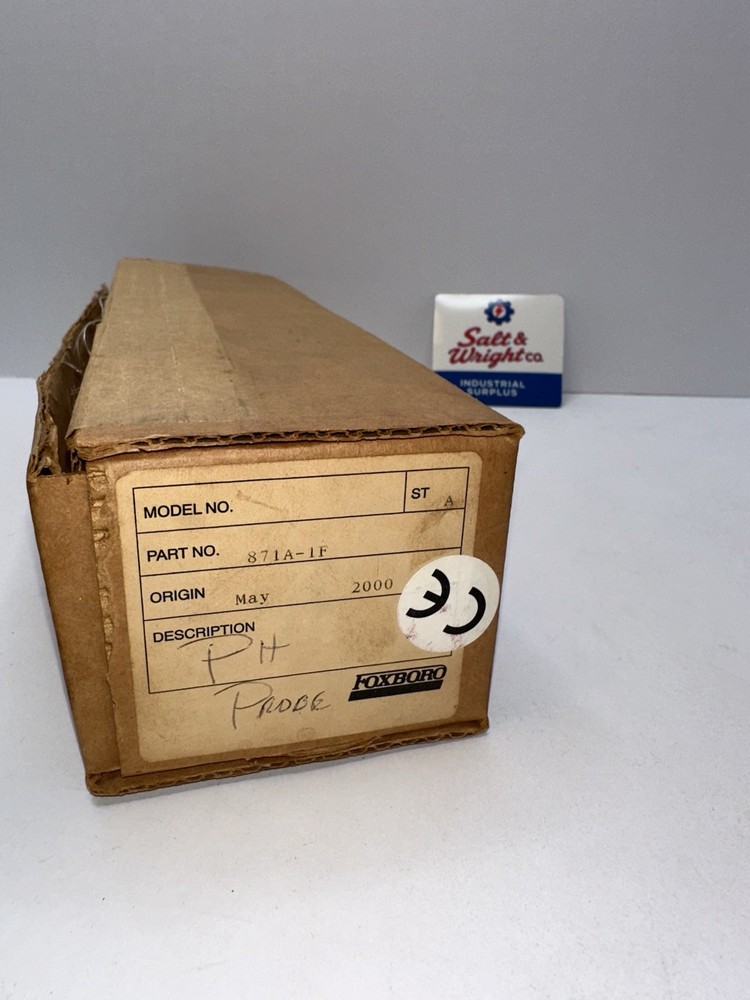 Salt &
Wright CO.
INDUSTRIAL
SURPLUS
MODEL NO.
ST A
PART NO. 871A-1F
ORIGIN May 2000
DESCRIPTION
PH
PROBE
FOXBORO
CE